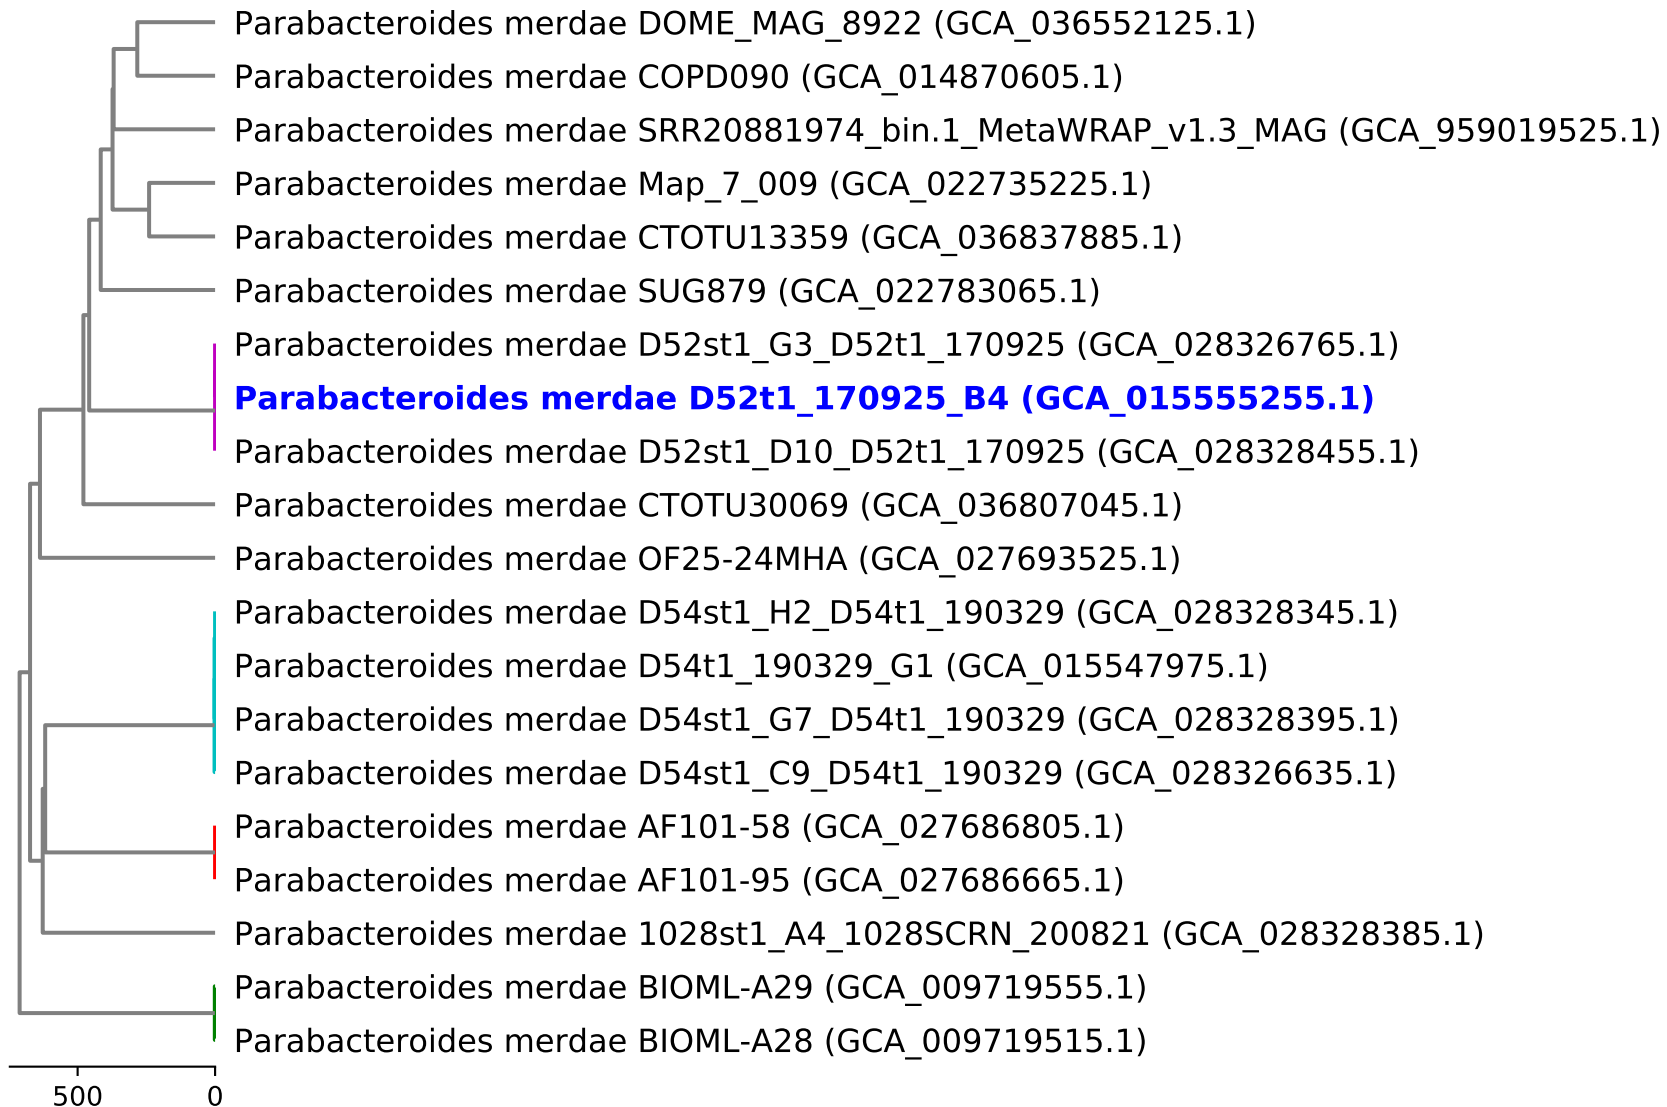 Parabacteroides merdae DOME_MAG_8922 (GCA_036552125.1)
Parabacteroides merdae COPD090 (GCA_014870605.1)
Parabacteroides merdae SRR20881974_bin.1_MetaWRAP_v1.3_MAG (GCA_959019525.1)
Parabacteroides merdae Map_7_009 (GCA_022735225.1)
Parabacteroides merdae CTOTU13359 (GCA_036837885.1)
Parabacteroides merdae SUG879 (GCA_022783065.1)
Parabacteroides merdae D52st1_G3_D52t1_170925 (GCA_028326765.1)
Parabacteroides merdae D52t1_170925_B4 (GCA_015555255.1)
Parabacteroides merdae D52st1_D10_D52t1_170925 (GCA_028328455.1)
Parabacteroides merdae CTOTU30069 (GCA_036807045.1)
Parabacteroides merdae OF25-24MHA (GCA_027693525.1)
Parabacteroides merdae D54st1_H2_D54t1_190329 (GCA_028328345.1)
Parabacteroides merdae D54t1_190329_G1 (GCA_015547975.1)
Parabacteroides merdae D54st1_G7_D54t1_190329 (GCA_028328395.1)
Parabacteroides merdae D54st1_C9_D54t1_190329 (GCA_028326635.1)
Parabacteroides merdae AF101-58 (GCA_027686805.1)
Parabacteroides merdae AF101-95 (GCA_027686665.1)
Parabacteroides merdae 1028st1_A4_1028SCRN_200821 (GCA_028328385.1)
Parabacteroides merdae BIOML-A29 (GCA_009719555.1)
Parabacteroides merdae BIOML-A28 (GCA_009719515.1)
500 0